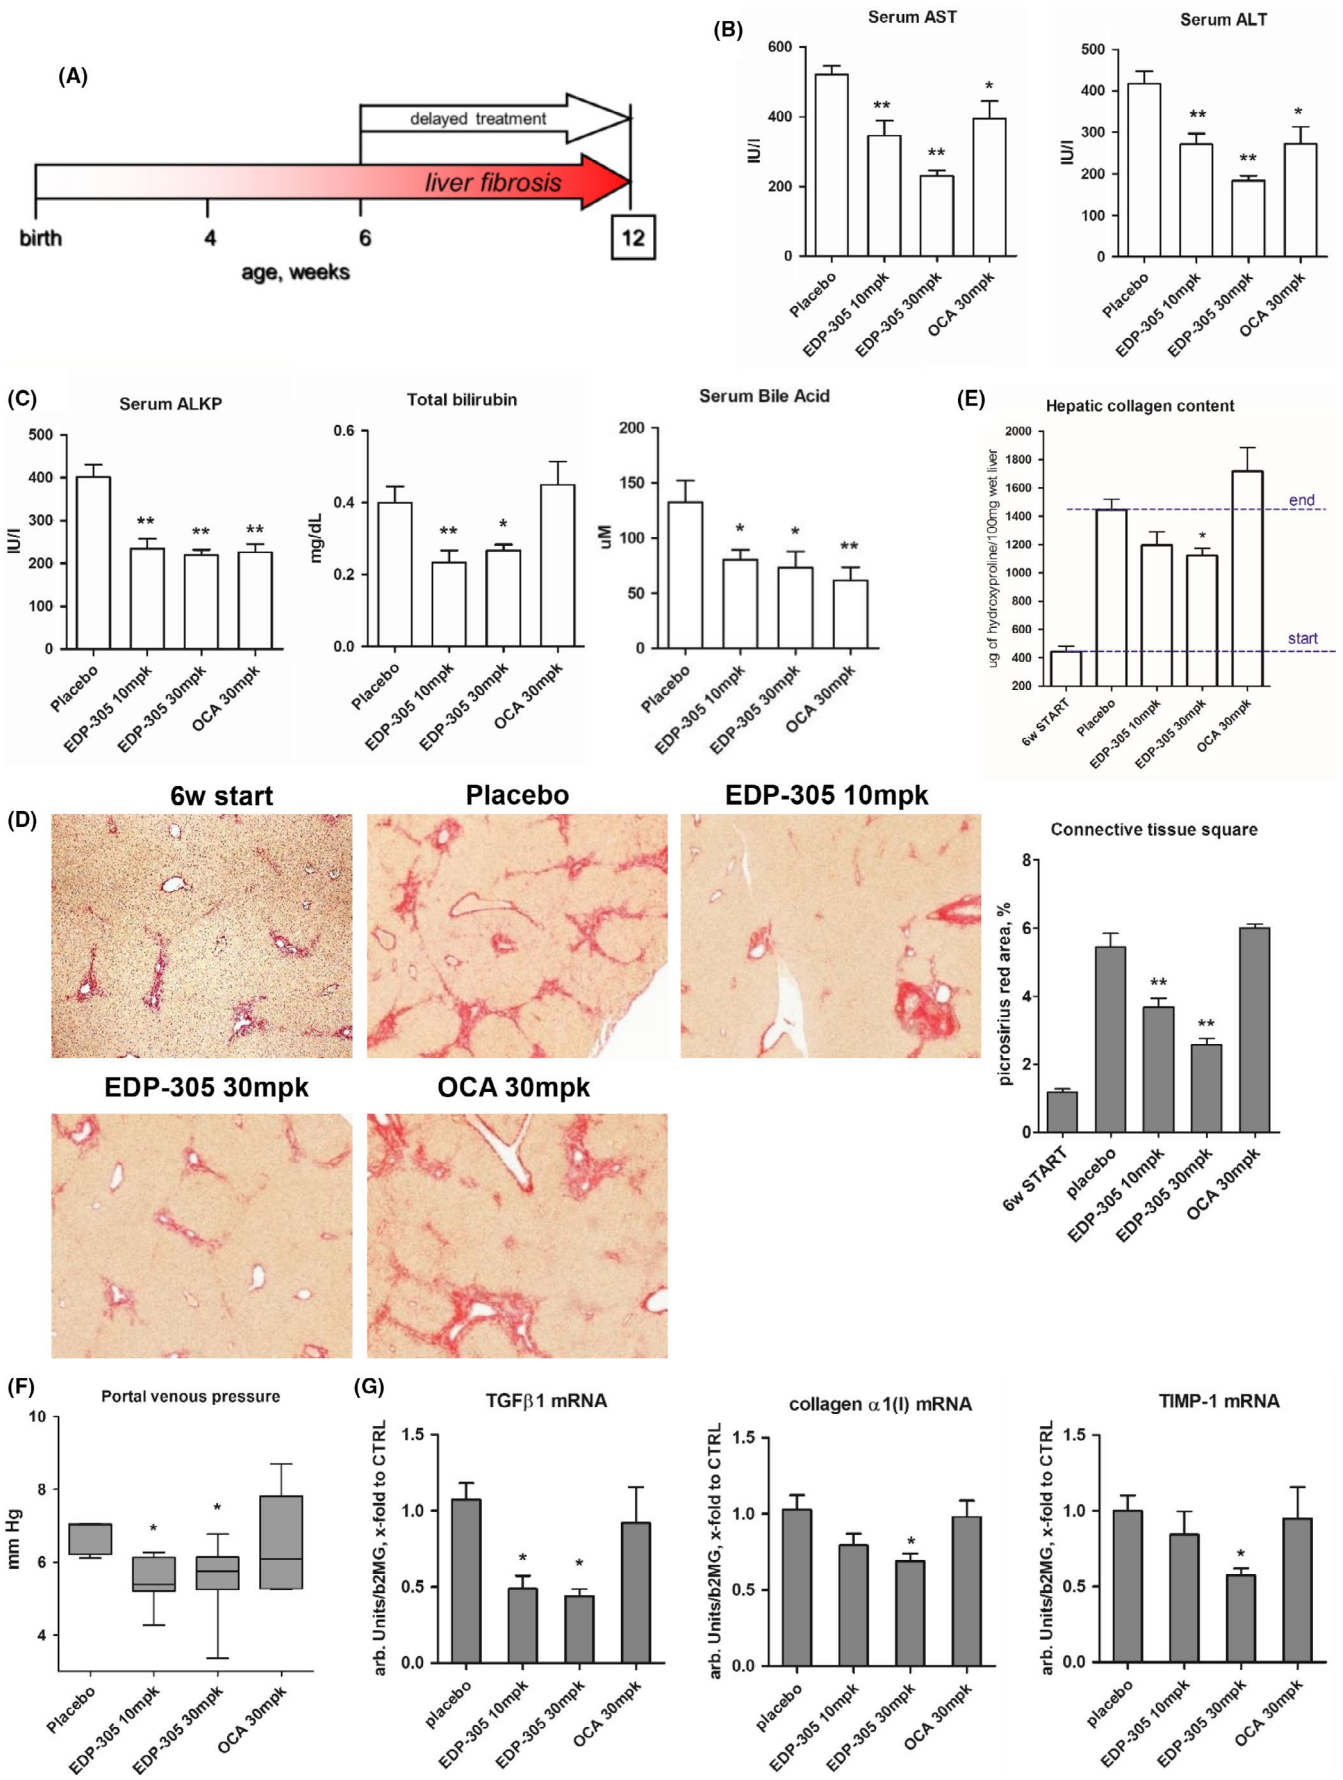 (A)
delayed treatment
liver fibrosis
birth
4
6
12
age, weeks
(B)
Serum AST
600
400
200
0
IU/l
**
**
*
Placebo
EDP-305 10mpk
EDP-305 30mpk
OCA 30mpk
Serum ALT
500
400
300
200
100
0
IU/l
**
**
*
Placebo
EDP-305 10mpk
EDP-305 30mpk
OCA 30mpk
(C)
Serum ALKP
500
400
300
200
100
0
IU/l
**
**
**
Placebo
EDP-305 10mpk
EDP-305 30mpk
OCA 30mpk
Total bilirubin
0.6
0.4
0.2
0.0
mg/dL
**
*
Placebo
EDP-305 10mpk
EDP-305 30mpk
OCA 30mpk
Serum Bile Acid
200
150
100
50
0
uM
*
*
**
Placebo
EDP-305 10mpk
EDP-305 30mpk
OCA 30mpk
(E)
Hepatic collagen content
2000
1800
1600
1400
1200
1000
800
600
400
200
ug of hydroxyproline/100mg wet liver
end
*
start
6w START
Placebo
EDP-305 10mpk
EDP-305 30mpk
OCA 30mpk
(D)
6w start
Placebo
EDP-305 10mpk
EDP-305 30mpk
OCA 30mpk
Connective tissue square
8
6
4
2
0
picrosirius red area, %
**
**
6w START
placebo
EDP-305 10mpk
EDP-305 30mpk
OCA 30mpk
(F)
Portal venous pressure
10
8
6
4
mm Hg
*
*
Placebo
EDP-305 10mpk
EDP-305 30mpk
OCA 30mpk
(G)
TGFβ1 mRNA
1.5
1.0
0.5
0.0
arb. Units/b2MG, x-fold to CTRL
*
*
placebo
EDP-305 10mpk
EDP-305 30mpk
OCA 30mpk
collagen α1(I) mRNA
1.5
1.0
0.5
0.0
arb. Units/b2MG, x-fold to CTRL
*
placebo
EDP-305 10mpk
EDP-305 30mpk
OCA 30mpk
TIMP-1 mRNA
1.5
1.0
0.5
0.0
arb. Units/b2MG, x-fold to CTRL
*
placebo
EDP-305 10mpk
EDP-305 30mpk
OCA 30mpk